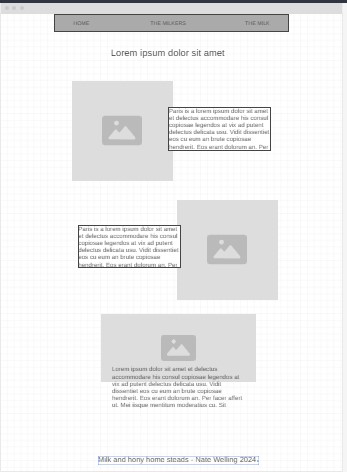 HOME THE MILKERS THE MILK
Lorem ipsum dolor sit amet
Paris is a lorem ipsum dolor sit amet
et delectus accommodare his consul
copiosae legendos at vix ad putent
delectus delicata usu. Vidit dissentiet
eos cu eum an brute copiosae
hendrerit. Eos erant dolorum an. Per
Paris is a lorem ipsum dolor sit amet
et delectus accommodare his consul
copiosae legendos at vix ad putent
delectus delicata usu. Vidit dissentiet
eos cu eum an brute copiosae
hendrerit. Eos erant dolorum an. Per
Lorem ipsum dolor sit amet et delectus
accommodare his consul copiosae legendos at
vix ad putent delectus delicata usu. Vidit
dissentiet eos cu eum an brute copiosae
hendrerit. Eos erant dolorum an. Per facer affert
ut. Mei iisque mentitum moderatius cu. Sit
Milk and hony home steads - Nate Welling 2024.